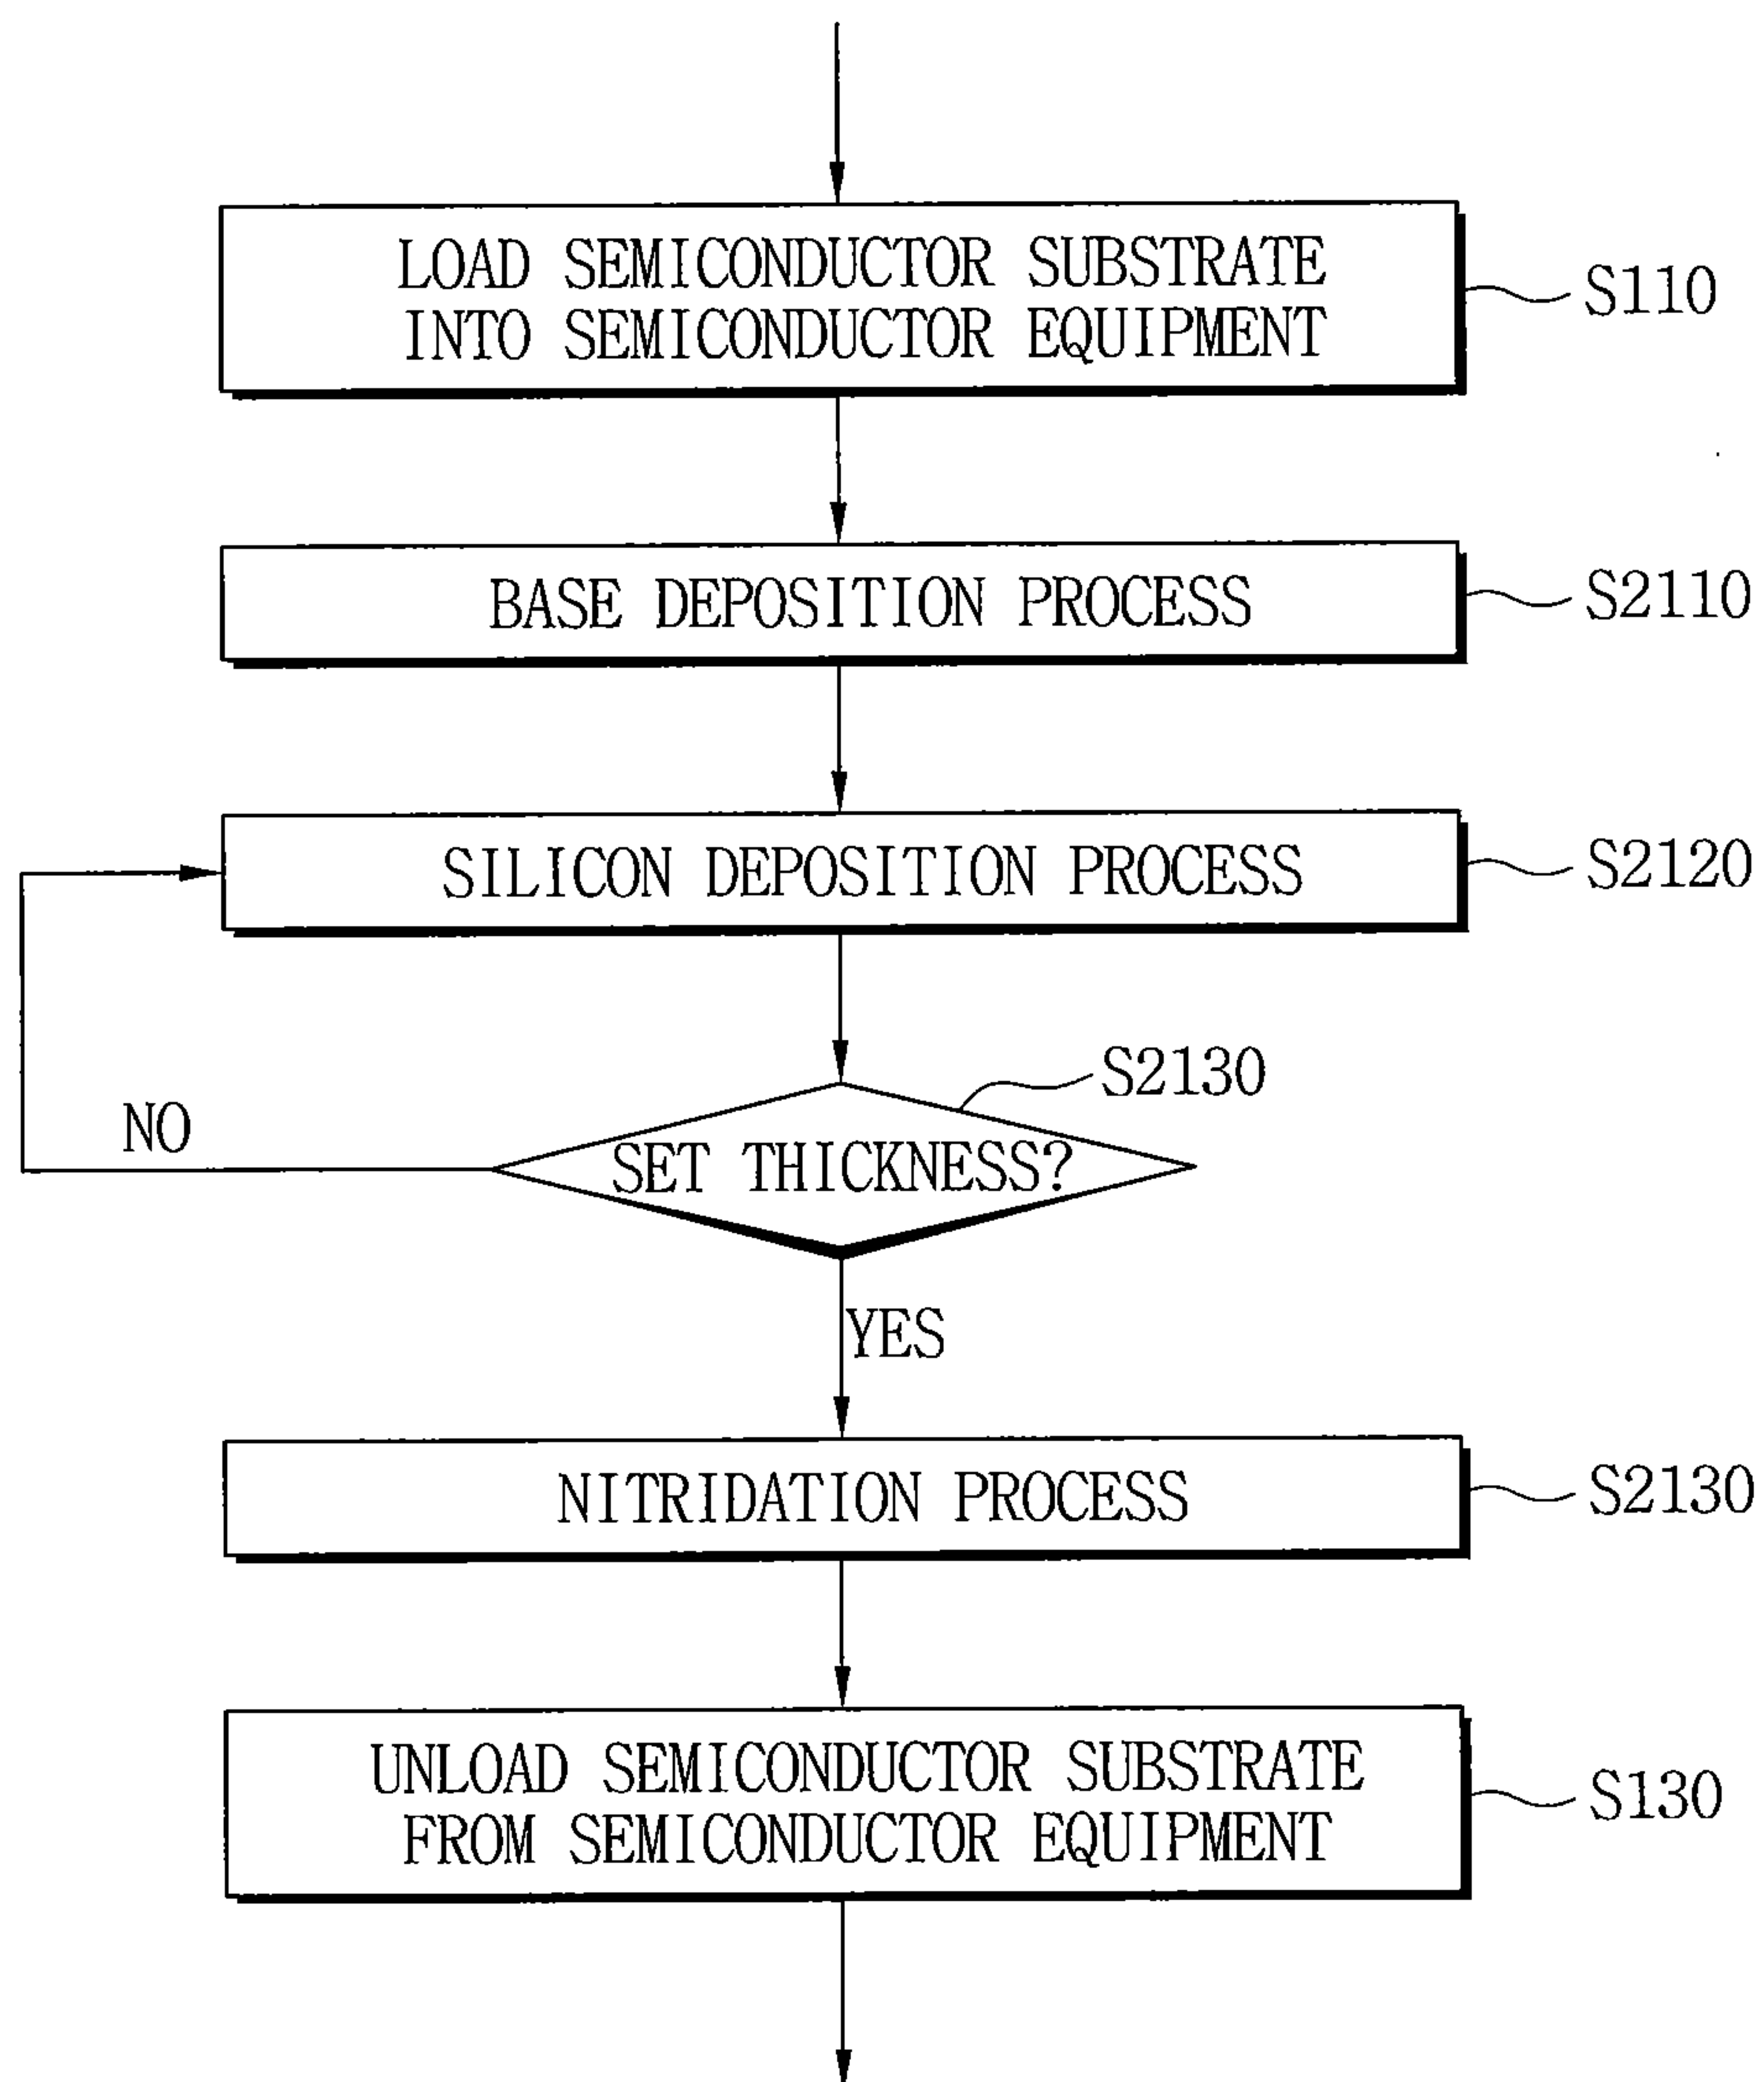 LOAD SEMICONDUCTOR SUBSTRATE
INTO SEMICONDUCTOR EQUIPMENT
S110
BASE DEPOSITION PROCESS
S2110
SILICON DEPOSITION PROCESS
S2120
S2130
NO
SET THICKNESS?
YES
NITRIDATION PROCESS
S2130
UNLOAD SEMICONDUCTOR SUBSTRATE
FROM SEMICONDUCTOR EQUIPMENT
S130